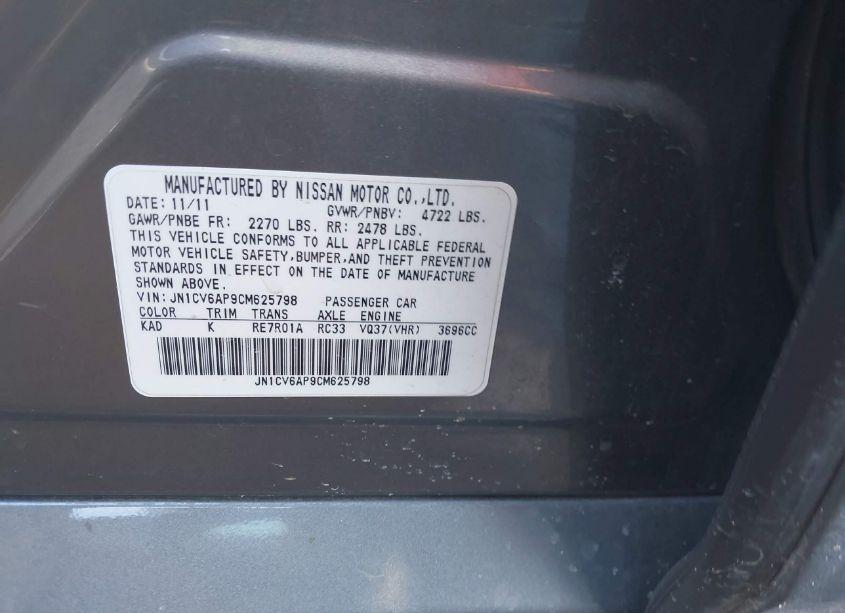 MANUFACTURED BY NISSAN MOTOR CO.,LTD.
DATE: 11/11 GVWR/PNBV: 4722 LBS.
GAWR/PNBE FR: 2270 LBS. RR: 2478 LBS.
THIS VEHICLE CONFORMS TO ALL APPLICABLE FEDERAL
MOTOR VEHICLE SAFETY,BUMPER,AND THEFT PREVENTION
STANDARDS IN EFFECT ON THE DATE OF MANUFACTURE
SHOWN ABOVE.
VIN: JN1CV6AP9CM625798 PASSENGER CAR
COLOR TRIM TRANS AXLE ENGINE
KAD K RE7R01A RC33 VQ37(VHR) 3696CC
JN1CV6AP9CM625798